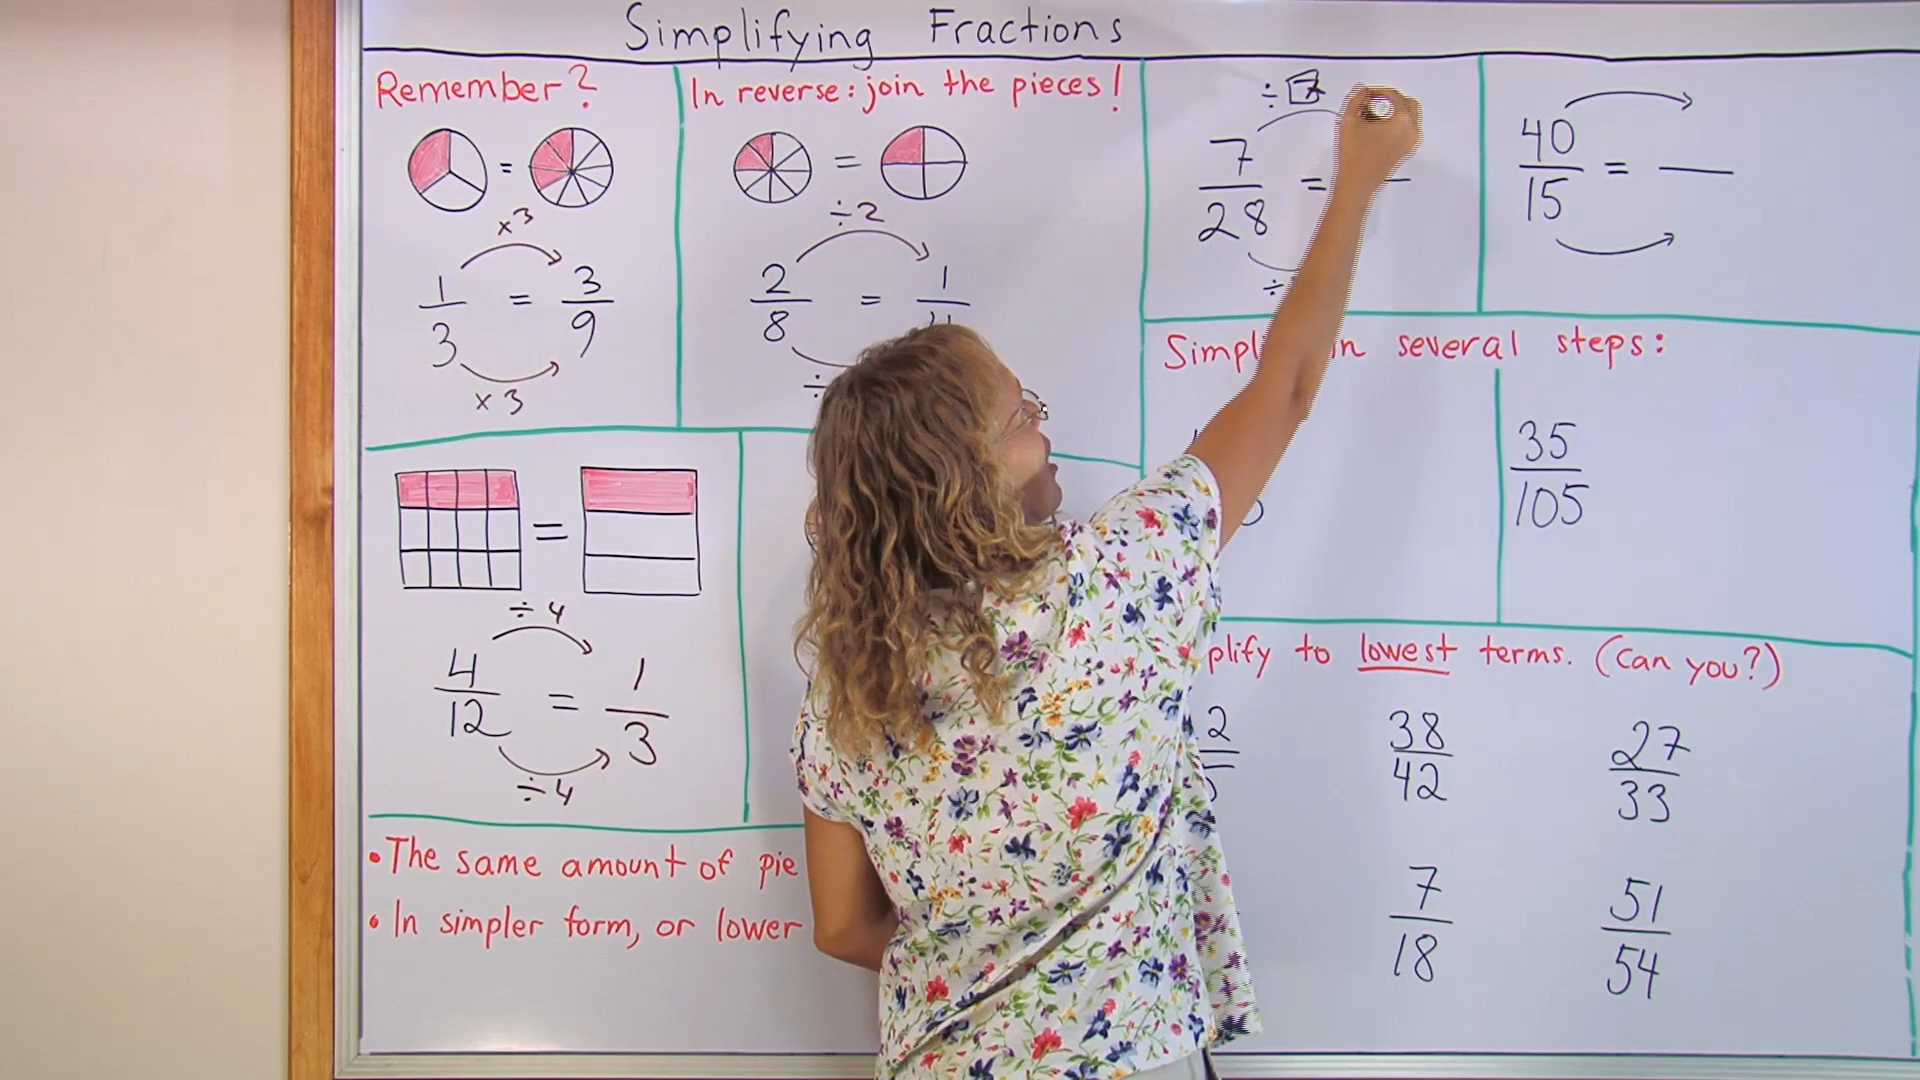 Simplifying Fractions
Remember?
=
×3
1/3 = 3/9
×3
In reverse: join the pieces!
=
÷2
2/8 = 1/4
÷
÷7
7/28 =
÷
40/15 =
Simpl in several steps:
35/105
=
÷4
4/12 = 1/3
÷4
plify to lowest terms. (Can you?)
38/42
27/33
7/18
51/54
• The same amount of pie
• In simpler form, or lower